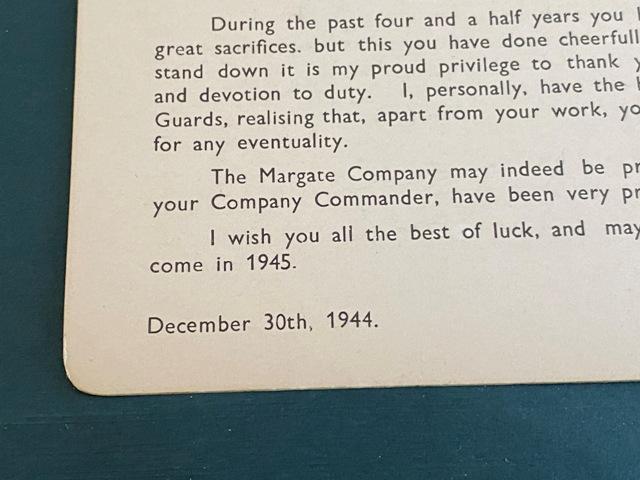 During the past four and a half years you
great sacrifices. but this you have done cheerfull
stand down it is my proud privilege to thank
and devotion to duty. I, personally, have the
Guards, realising that, apart from your work, yo
for any eventuality.
The Margate Company may indeed be pr
your Company Commander, have been very pr
I wish you all the best of luck, and may
come in 1945.
December 30th, 1944.